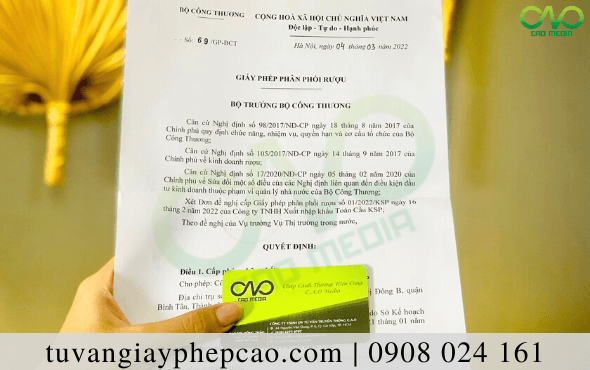 BỘ CÔNG THƯƠNG
CỘNG HOÀ XÃ HỘI CHỦ NGHĨA VIỆT NAM
Độc lập - Tự do - Hạnh phúc
Số: 69 /GP-BCT
Hà Nội, ngày 04 tháng 03 năm 2022
CAO MEDIA
GIẤY PHÉP PHÂN PHỐI RƯỢU
BỘ TRƯỞNG BỘ CÔNG THƯƠNG
Căn cứ Nghị định số 98/2017/NĐ-CP ngày 18 tháng 8 năm 2017 của
Chính phủ quy định chức năng, nhiệm vụ, quyền hạn và cơ cấu tổ chức của Bộ
Công Thương;
Căn cứ Nghị định số 105/2017/NĐ-CP ngày 14 tháng 9 năm 2017 của
Chính phủ về kinh doanh rượu;
Căn cứ Nghị định số 17/2020/NĐ-CP ngày 05 tháng 02 năm 2020 của
Chính phủ về Sửa đổi một số điều của các Nghị định liên quan đến điều kiện đầu
tư kinh doanh thuộc phạm vi quản lý nhà nước của Bộ Công Thương;
Xét Đơn đề nghị cấp Giấy phép phân phối rượu số 01/2022/KSP ngày 16
tháng 2 năm 2022 của Công ty TNHH Xuất nhập khẩu Toàn Cầu KSP;
Theo đề nghị của Vụ trưởng Vụ Thị trường trong nước,
CAO MEDIA
QUYẾT ĐỊNH:
Điều 1. Cấp
Cho phép:
Địa chỉ trụ
Đông B, quận
Bình Tân,
Sở Kế hoạch
tháng 01 năm
CAO MEDIA
C.A.O Media
tuvangiayphepcao.com | 0908 024 161